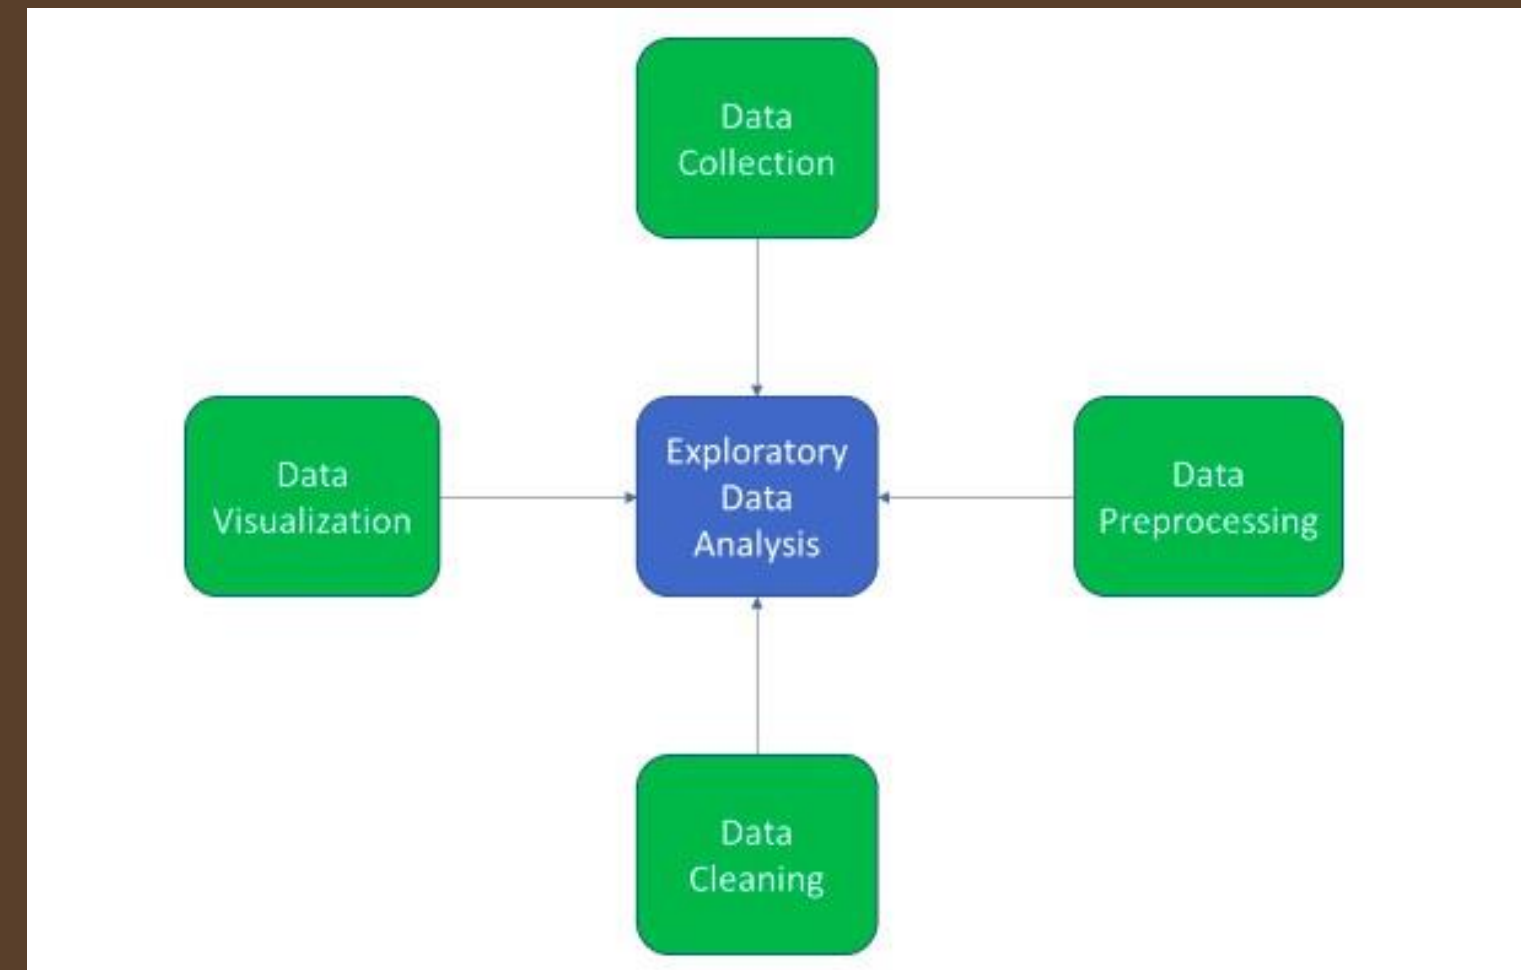 Data
Collection
Data
Visualization
Exploratory
Data
Analysis
Data
Preprocessing
Data
Cleaning